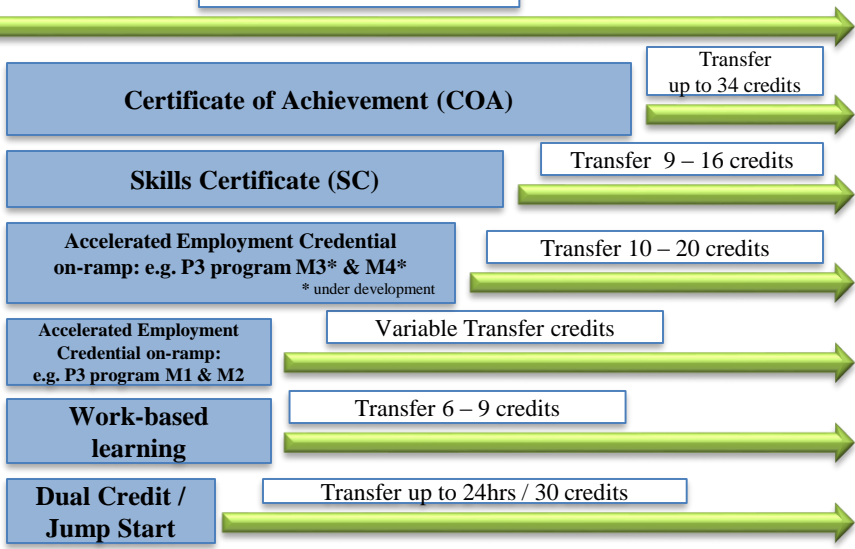 Transfer
up to 34 credits
Certificate of Achievement (COA)
Transfer 9 – 16 credits
Skills Certificate (SC)
Accelerated Employment Credential
on-ramp: e.g. P3 program M3* & M4*
* under development
Transfer 10 – 20 credits
Variable Transfer credits
Accelerated Employment
Credential on-ramp:
e.g. P3 program M1 & M2
Transfer 6 – 9 credits
Work-based
learning
Transfer up to 24hrs / 30 credits
Dual Credit /
Jump Start